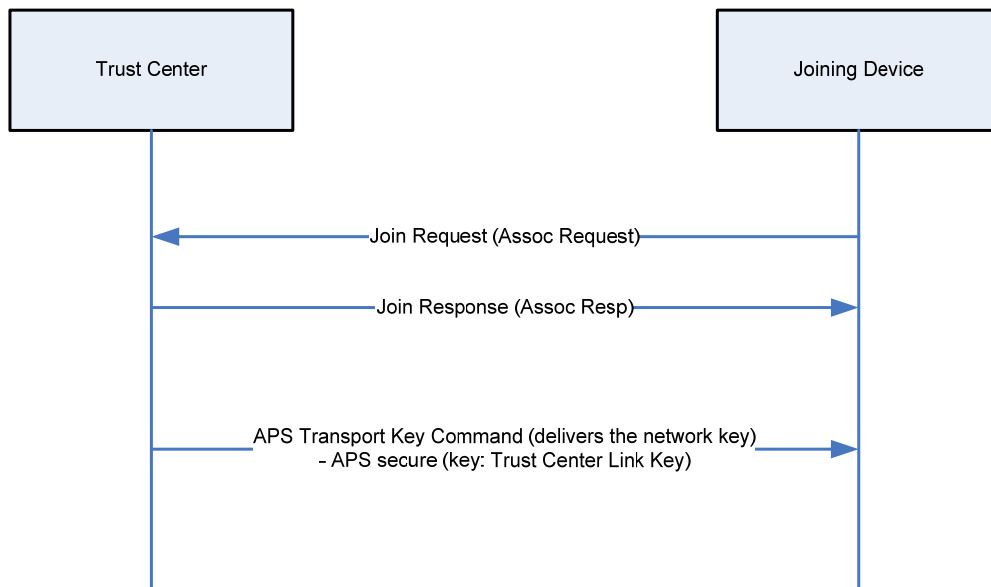 Trust Center
Joining Device
Join Request (Assoc Request)
Join Response (Assoc Resp)
APS Transport Key Command (delivers the network key)
– APS secure (key: Trust Center Link Key)